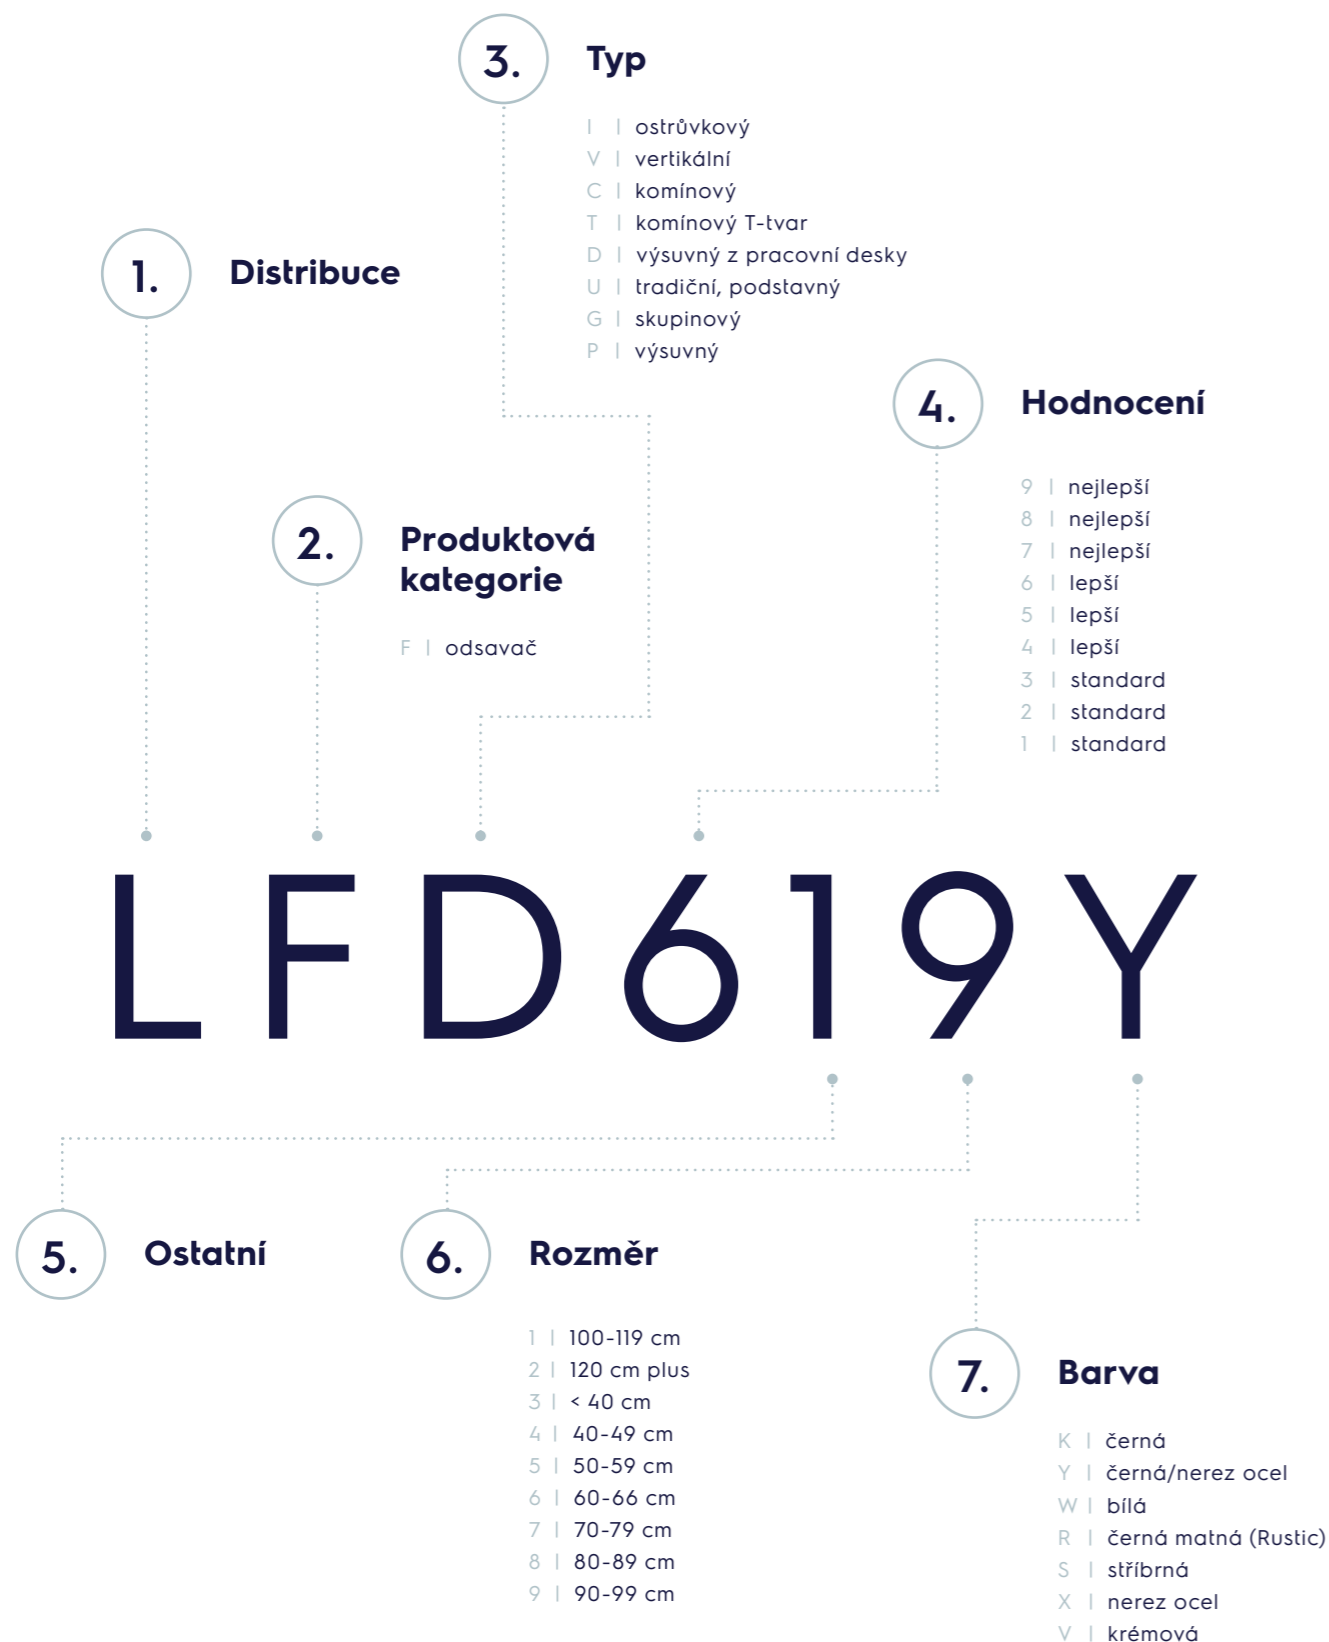 3. Typ
I | ostrůvkový
V | vertikální
C | komínový
T | komínový T-tvar
D | výsuvný z pracovní desky
U | tradiční, podstavný
G | skupinový
P | výsuvný
1. Distribuce
4. Hodnocení
9 | nejlepší
8 | nejlepší
7 | nejlepší
6 | lepší
5 | lepší
4 | lepší
3 | standard
2 | standard
1 | standard
2. Produktová
kategorie
F | odsavač
LFD619Y
5. Ostatní
6. Rozměr
1 | 100-119 cm
2 | 120 cm plus
3 | < 40 cm
4 | 40-49 cm
5 | 50-59 cm
6 | 60-66 cm
7 | 70-79 cm
8 | 80-89 cm
9 | 90-99 cm
7. Barva
K | černá
Y | černá/nerez ocel
W | bílá
R | černá matná (Rustic)
S | stříbrná
X | nerez ocel
V | krémová